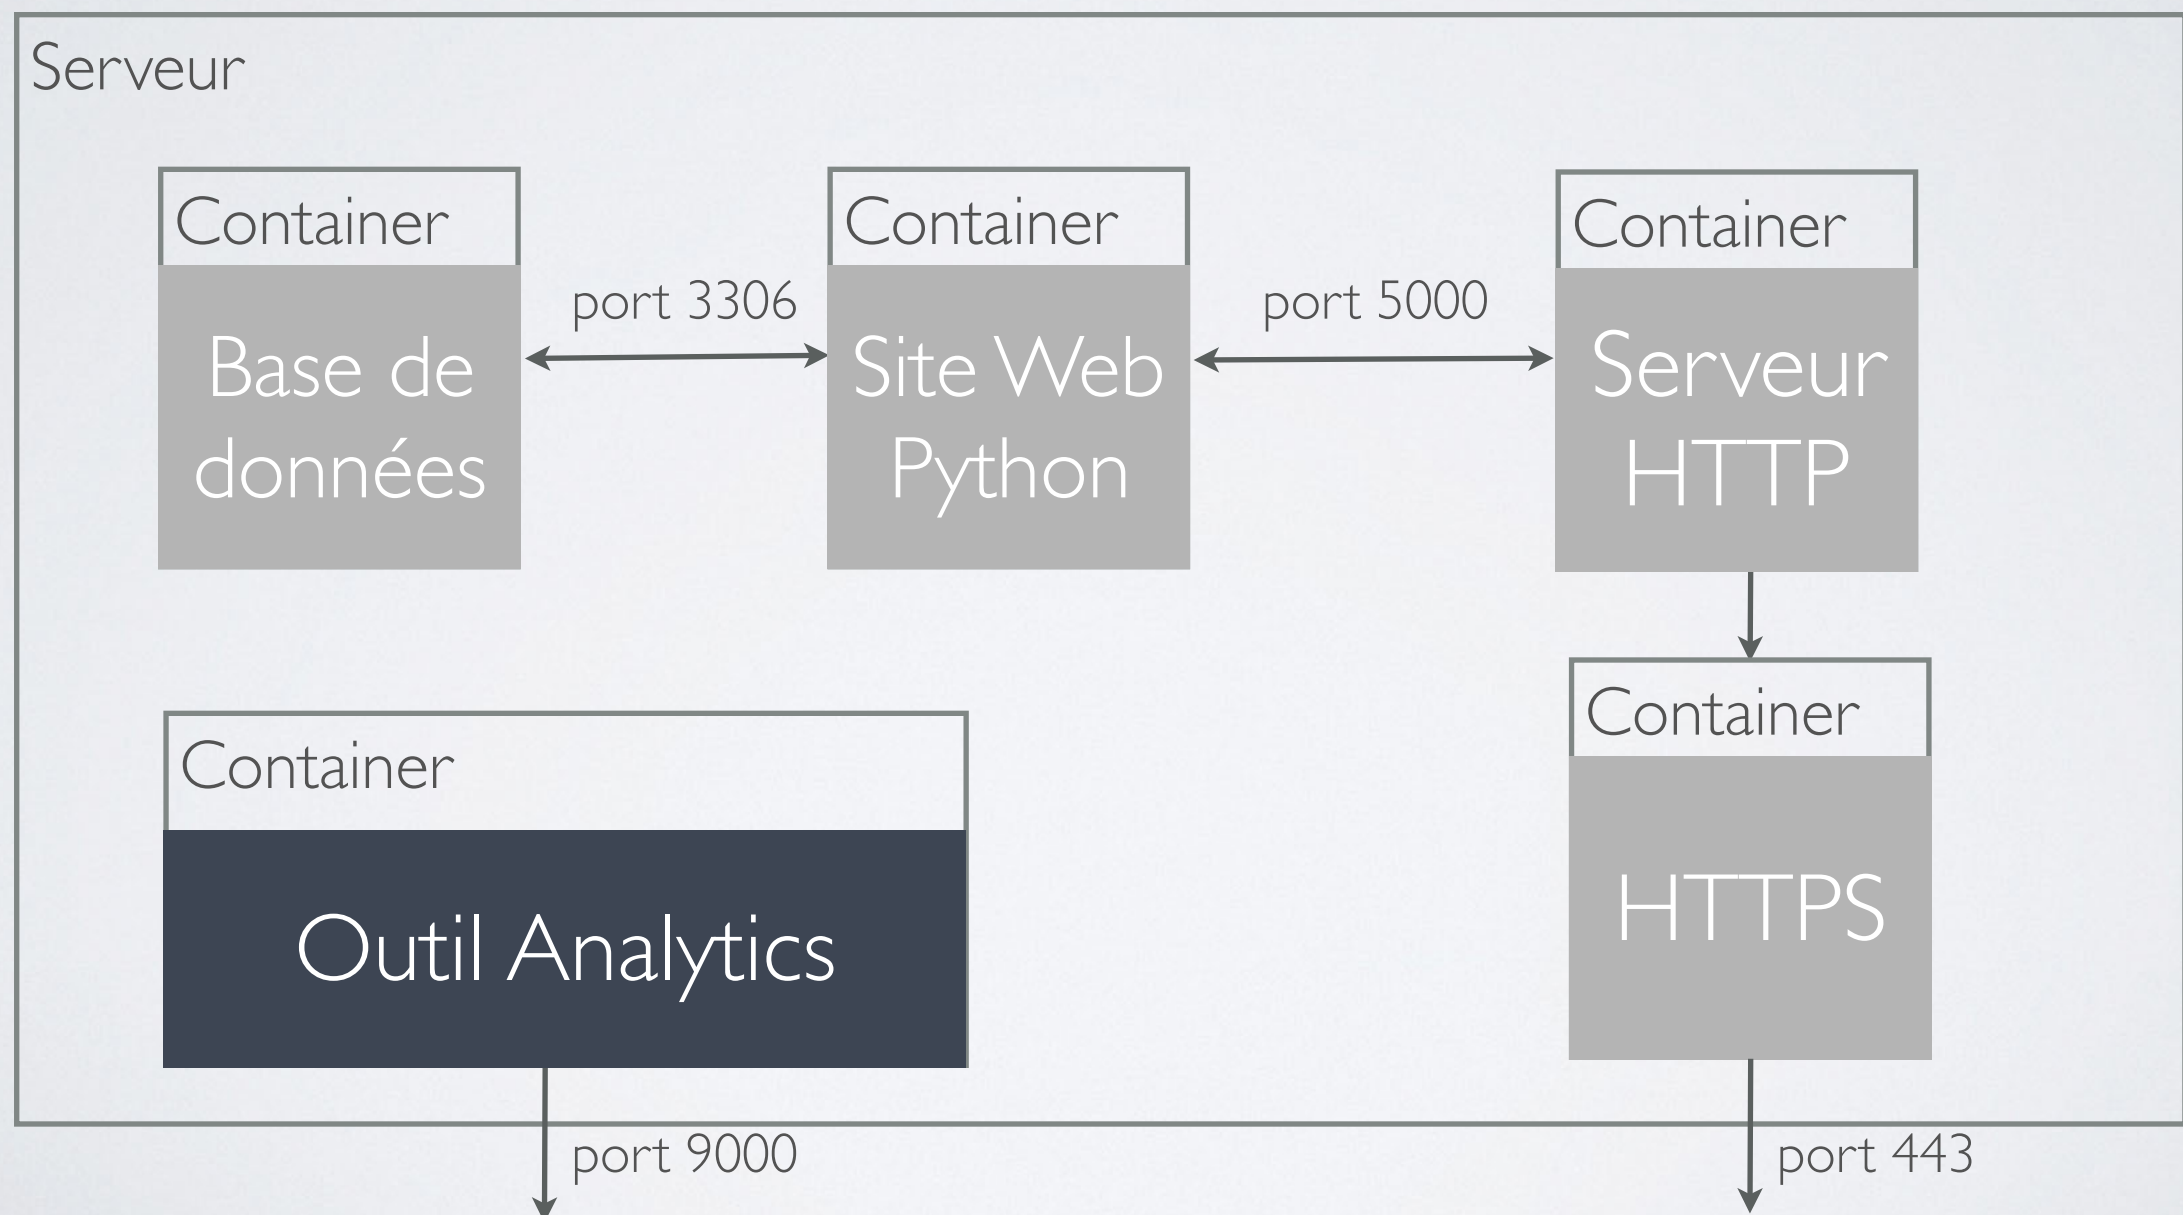 Serveur
Container
Base de
données
port 3306
Container
Site Web
Python
port 5000
Container
Serveur
HTTP
Container
Outil Analytics
port 9000
Container
HTTPS
port 443